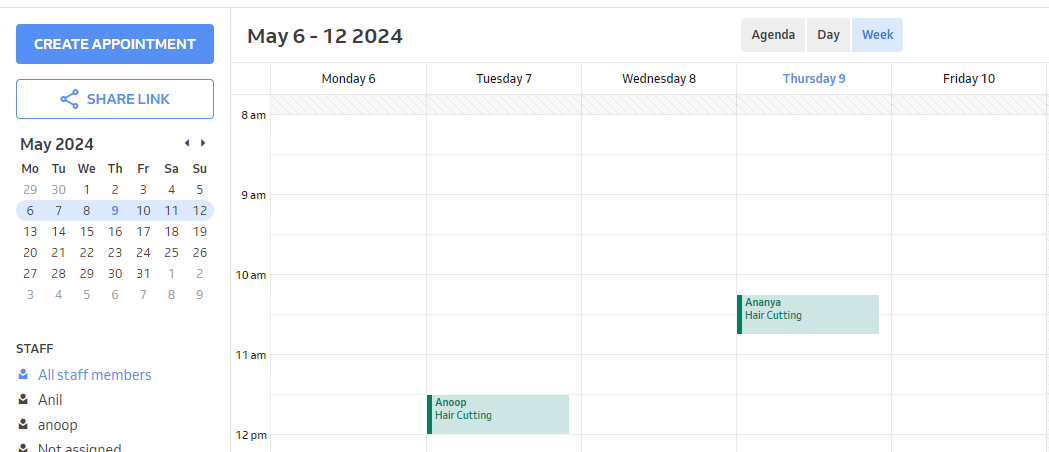 CREATE APPOINTMENT
SHARE LINK
May 2024
Mo Tu We Th Fr Sa Su
29 30 1 2 3 4 5
6 7 8 9 10 11 12
13 14 15 16 17 18 19
20 21 22 23 24 25 26
27 28 29 30 31 1 2
3 4 5 6 7 8 9
STAFF
All staff members
Anil
anoop
Not assigned
May 6 - 12 2024
Agenda Day Week
Monday 6 Tuesday 7 Wednesday 8 Thursday 9 Friday 10
8 am
9 am
10 am
Ananya
Hair Cutting
11 am
Anoop
Hair Cutting
12 pm